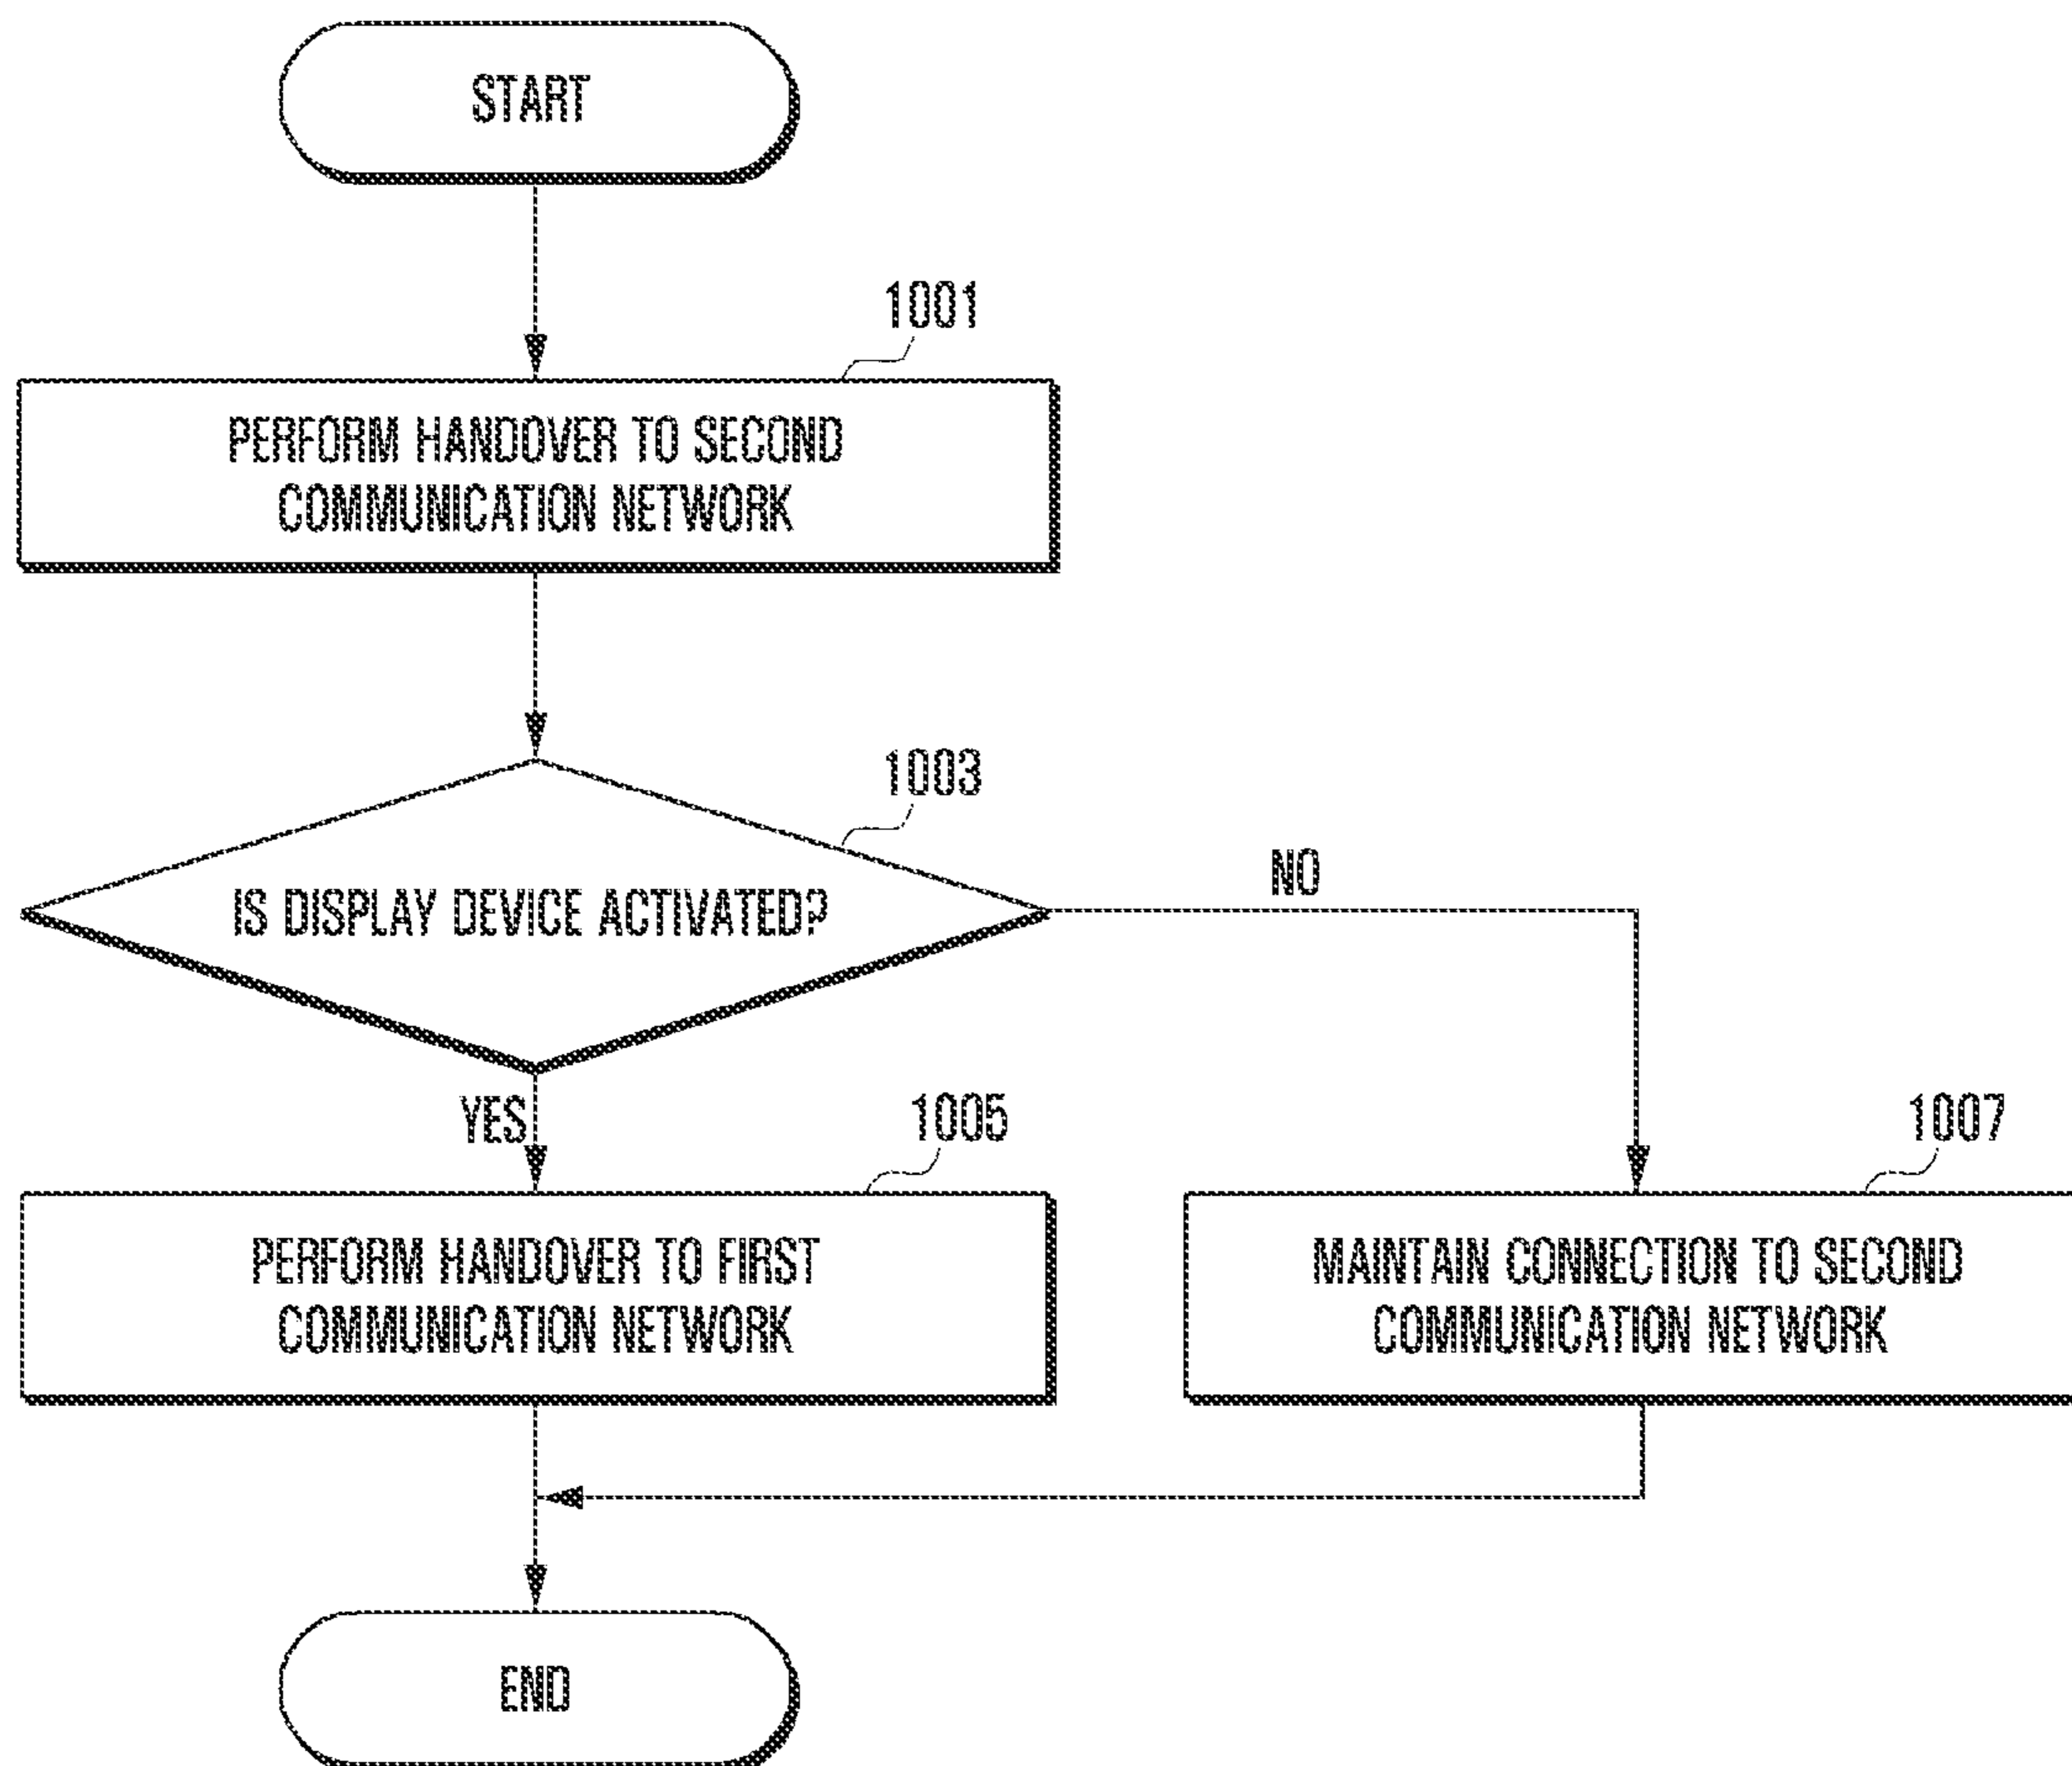 START
1001
PERFORM HANDOVER TO SECOND
COMMUNICATION NETWORK
1003
IS DISPLAY DEVICE ACTIVATED?
NO
YES
1005
PERFORM HANDOVER TO FIRST
COMMUNICATION NETWORK
1007
MAINTAIN CONNECTION TO SECOND
COMMUNICATION NETWORK
END